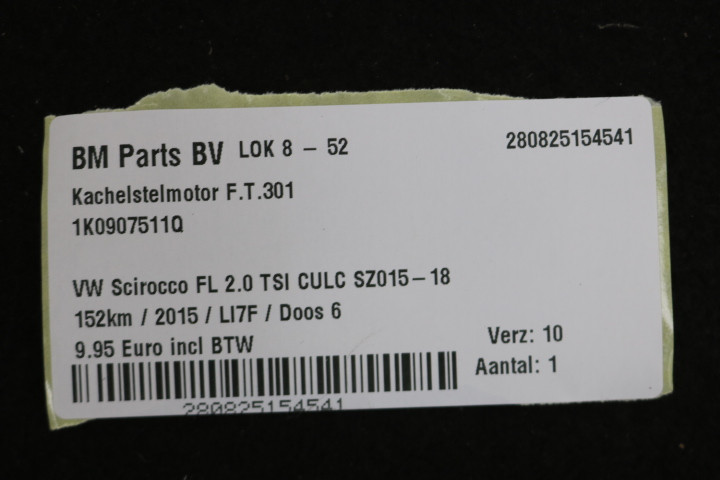 BM Parts BV LOK 8 - 52 280825154541
Kachelstelmotor F.T.301
1K0907511Q
VW Scirocco FL 2.0 TSI CULC SZ015-18
152km / 2015 / LI7F / Doos 6
9.95 Euro incl BTW Verz: 10
Aantal: 1
280825154541